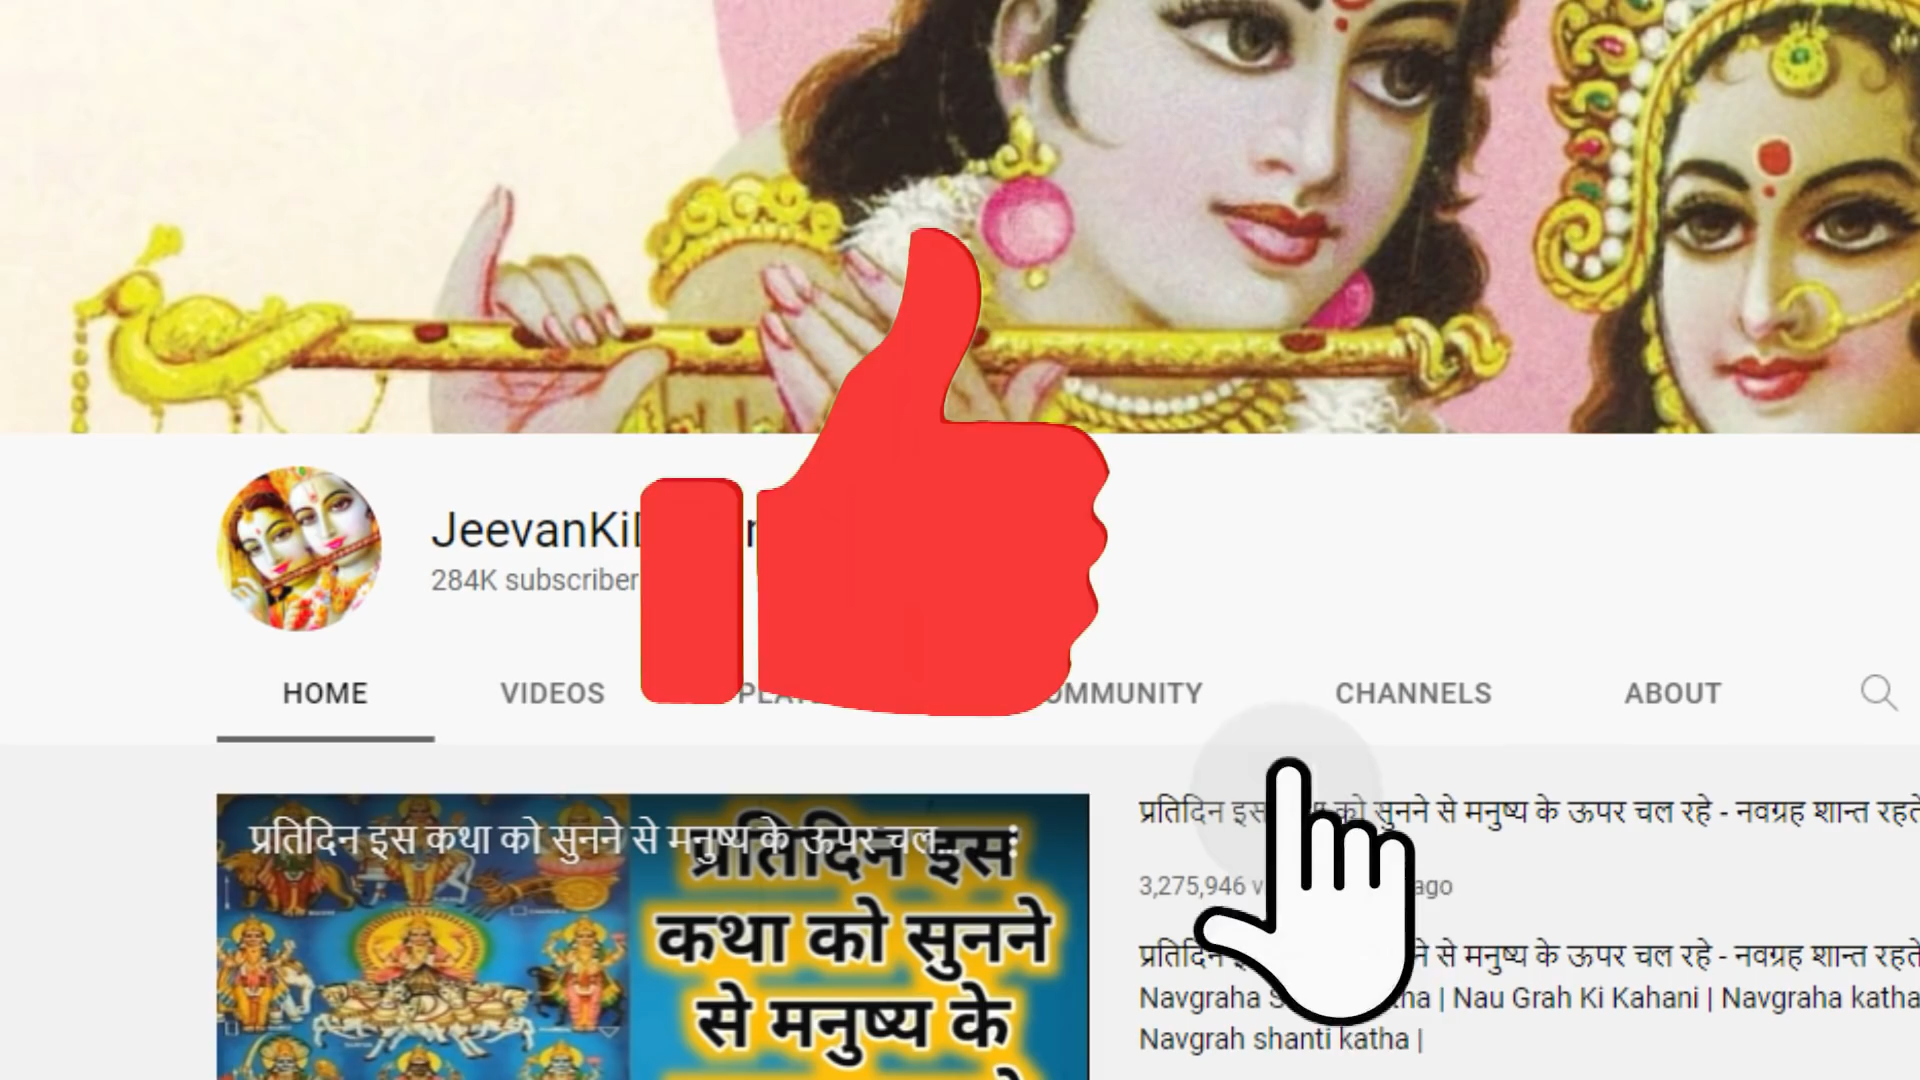 JeevanKi
284K subscriber
HOME VIDEOS COMMUNITY CHANNELS ABOUT
प्रतिदिन इस कथा को सुनने से मनुष्य के ऊपर चल...
प्रतिदिन इस
कथा को सुनने
से मनुष्य के
प्रतिदिन इस को सुनने से मनुष्य के ऊपर चल रहे - नवग्रह शान्त रहते
3,275,946 ago
प्रतिदिन से मनुष्य के ऊपर चल रहे - नवग्रह शान्त रहते
Navgraha | Nau Grah Ki Kahani | Navgraha katha
Navgrah shanti katha |